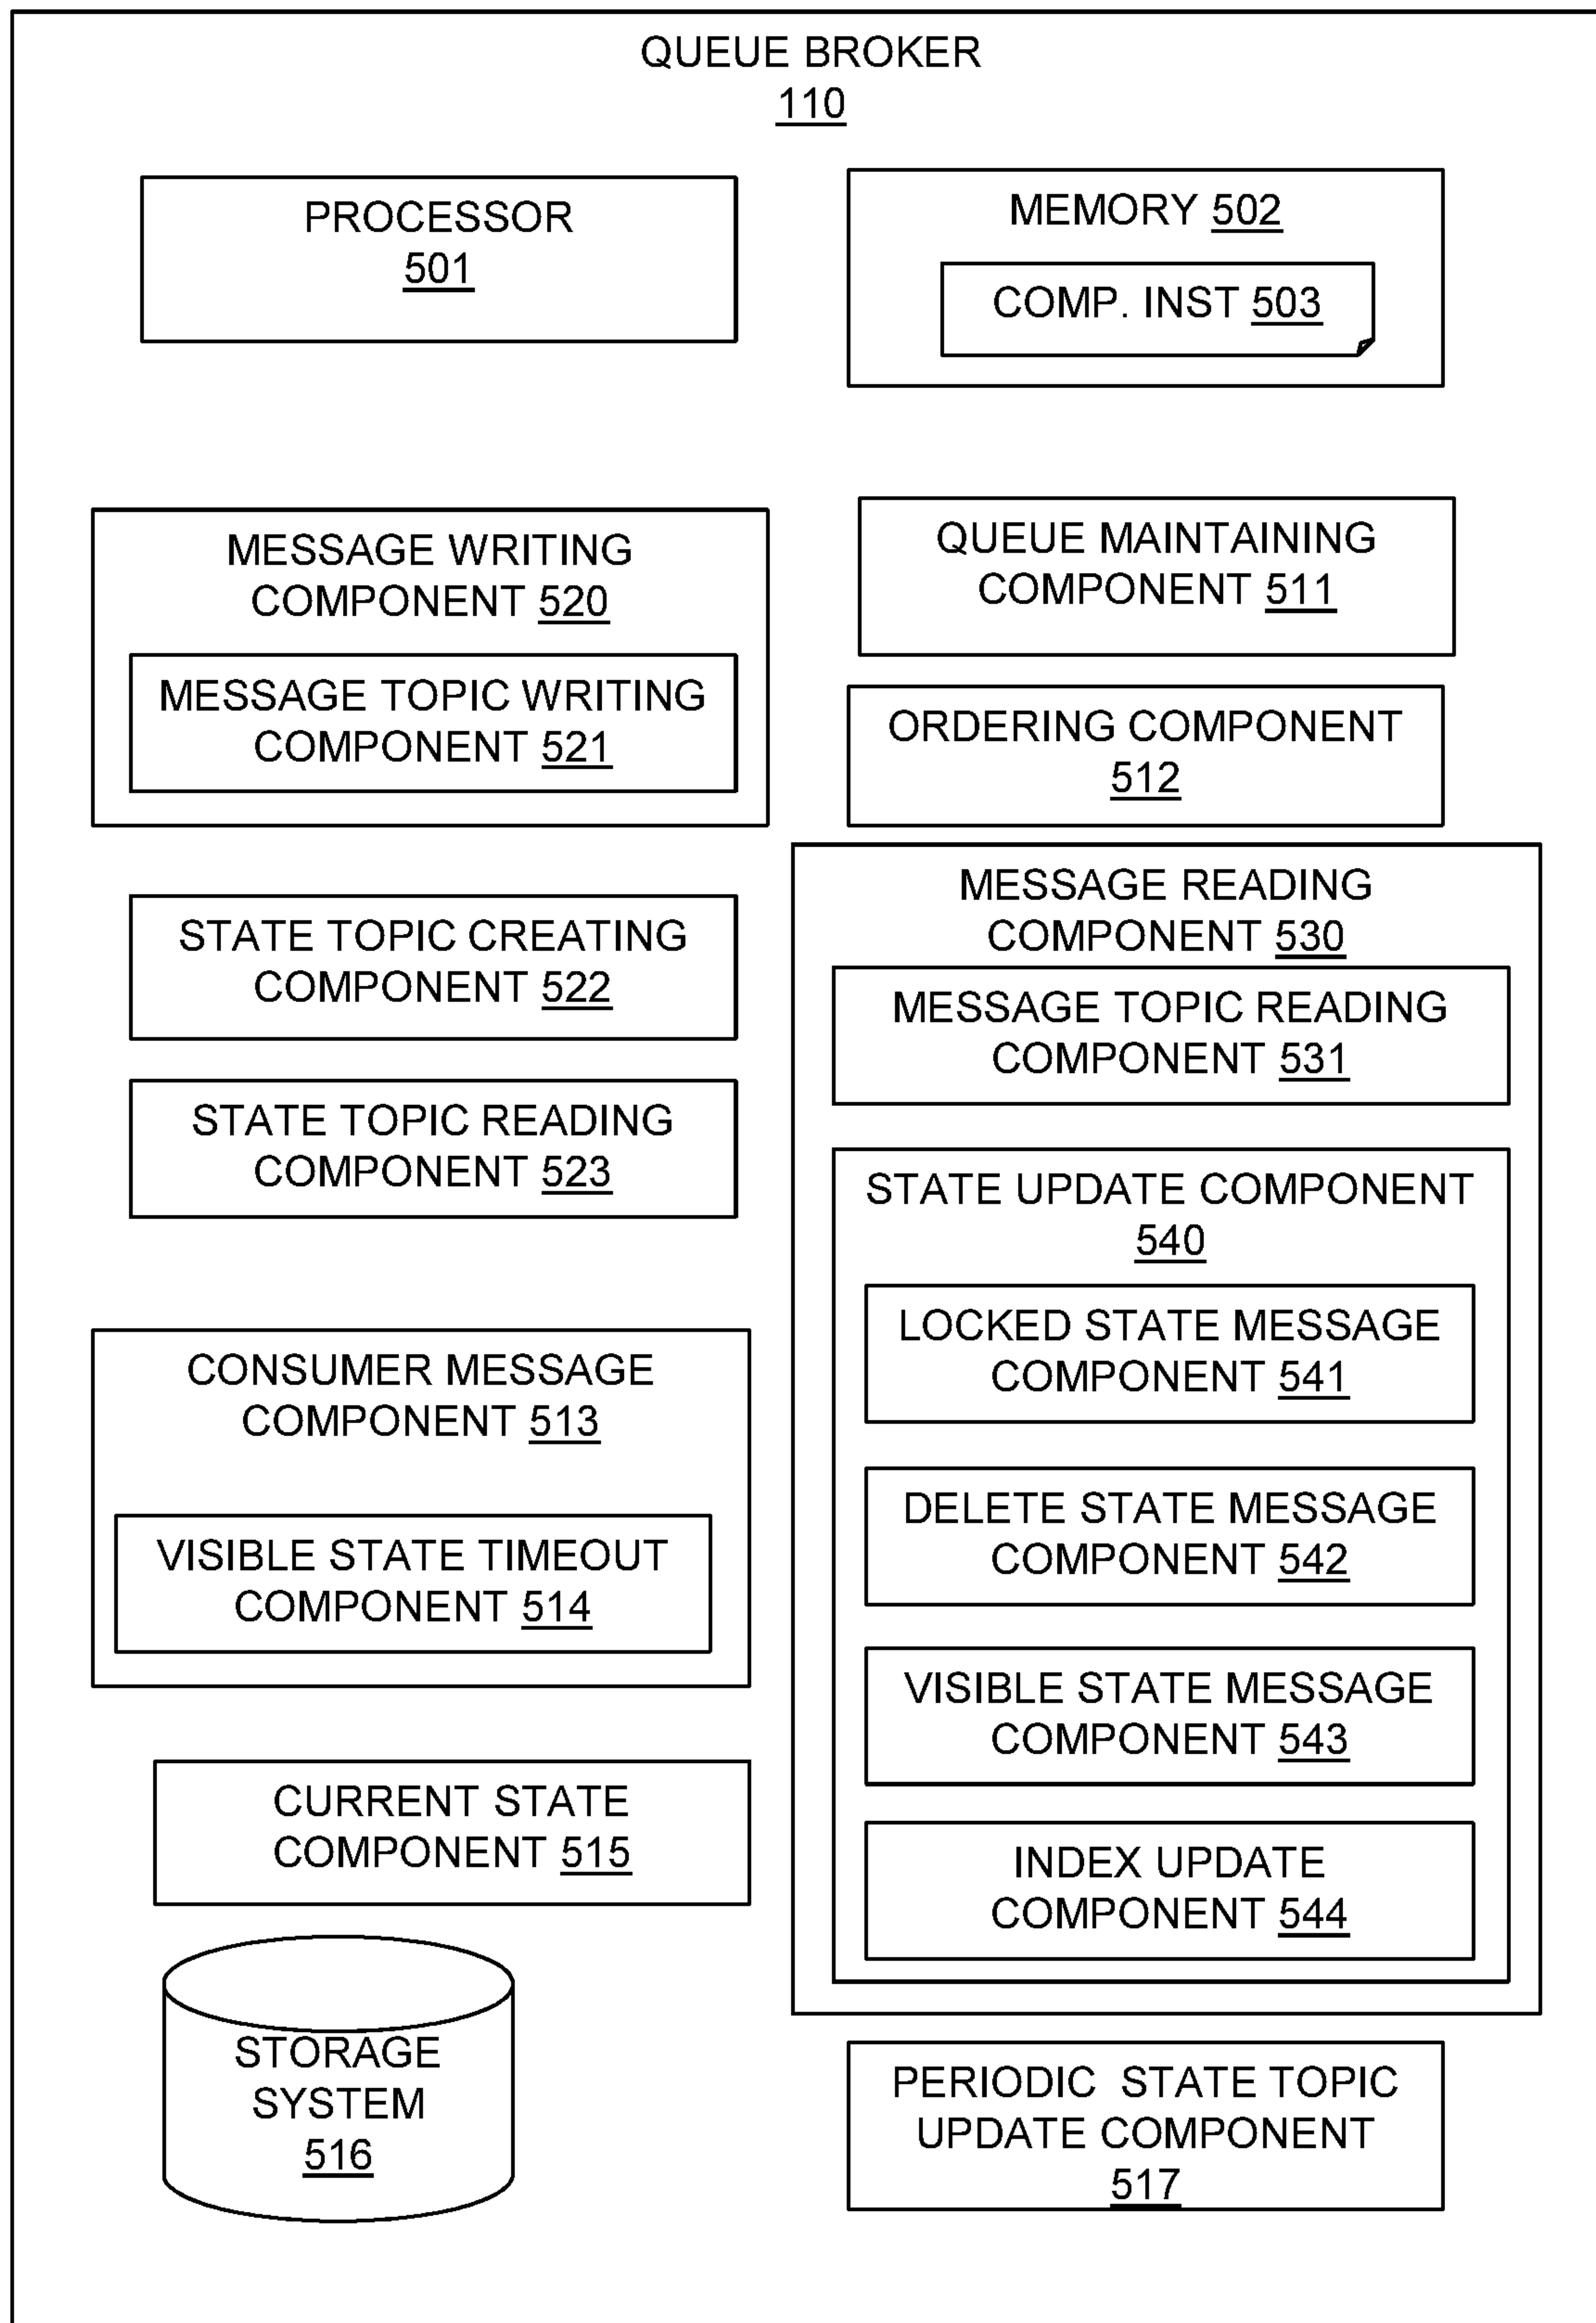 QUEUE BROKER
110
PROCESSOR
501
MEMORY 502
COMP. INST 503
MESSAGE WRITING
COMPONENT 520
MESSAGE TOPIC WRITING
COMPONENT 521
QUEUE MAINTAINING
COMPONENT 511
ORDERING COMPONENT
512
STATE TOPIC CREATING
COMPONENT 522
STATE TOPIC READING
COMPONENT 523
MESSAGE READING
COMPONENT 530
MESSAGE TOPIC READING
COMPONENT 531
STATE UPDATE COMPONENT
540
LOCKED STATE MESSAGE
COMPONENT 541
DELETE STATE MESSAGE
COMPONENT 542
VISIBLE STATE MESSAGE
COMPONENT 543
INDEX UPDATE
COMPONENT 544
CONSUMER MESSAGE
COMPONENT 513
VISIBLE STATE TIMEOUT
COMPONENT 514
CURRENT STATE
COMPONENT 515
STORAGE
SYSTEM
516
PERIODIC STATE TOPIC
UPDATE COMPONENT
517